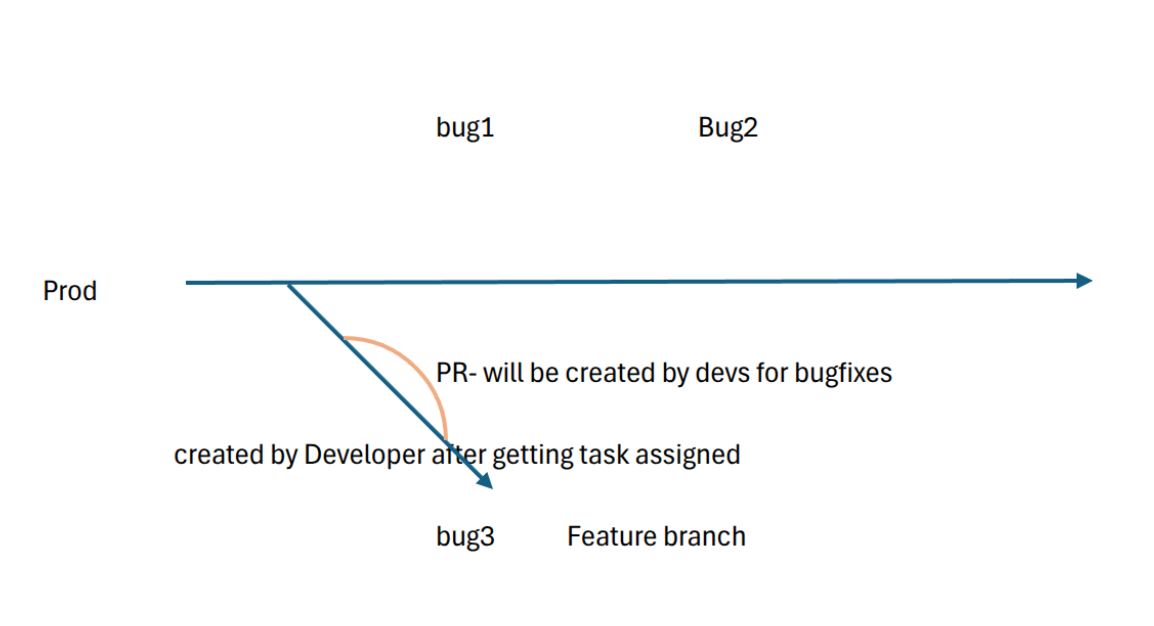 bug1 Bug2
Prod
PR- will be created by devs for bugfixes
created by Developer after getting task assigned
bug3 Feature branch